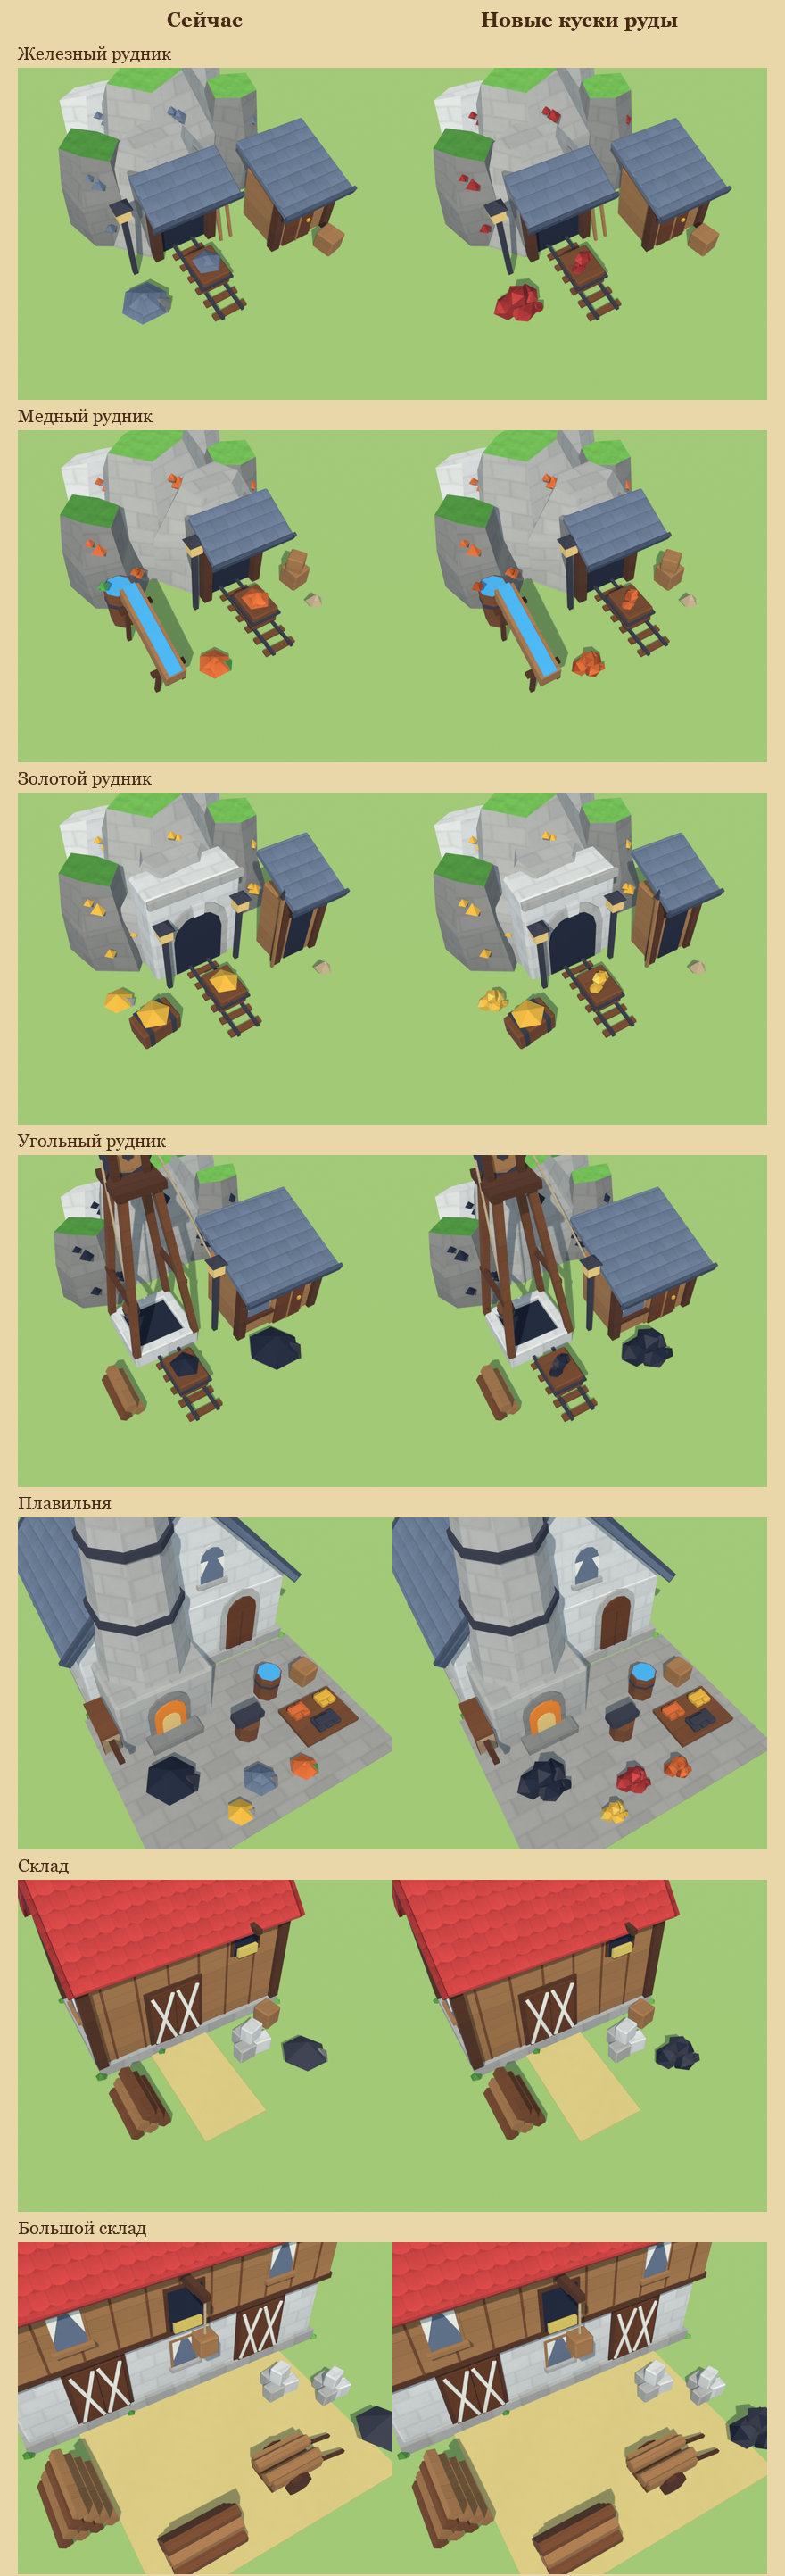 Сейчас
Новые куски руды
Железный рудник
Медный рудник
Золотой рудник
Угольный рудник
Плавильня
Склад
Большой склад